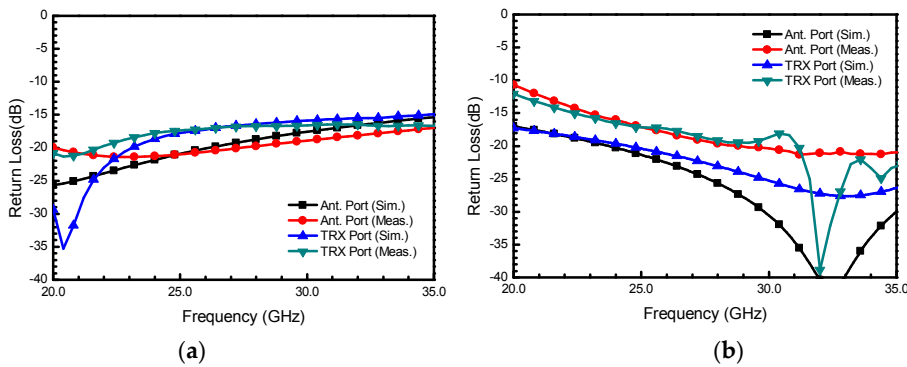 0
-5
-10
-15
-20
-25
-30
-35
-40
Return Loss(dB)
Ant. Port (Sim.)
Ant. Port (Meas.)
TRX Port (Sim.)
TRX Port (Meas.)
20.0
25.0
30.0
35.0
Frequency (GHz)
(a)
0
-5
-10
-15
-20
-25
-30
-35
-40
Return Loss(dB)
Ant. Port (Sim.)
Ant. Port (Meas.)
TRX Port (Sim.)
TRX Port (Meas.)
20.0
25.0
30.0
35.0
Frequency (GHz)
(b)